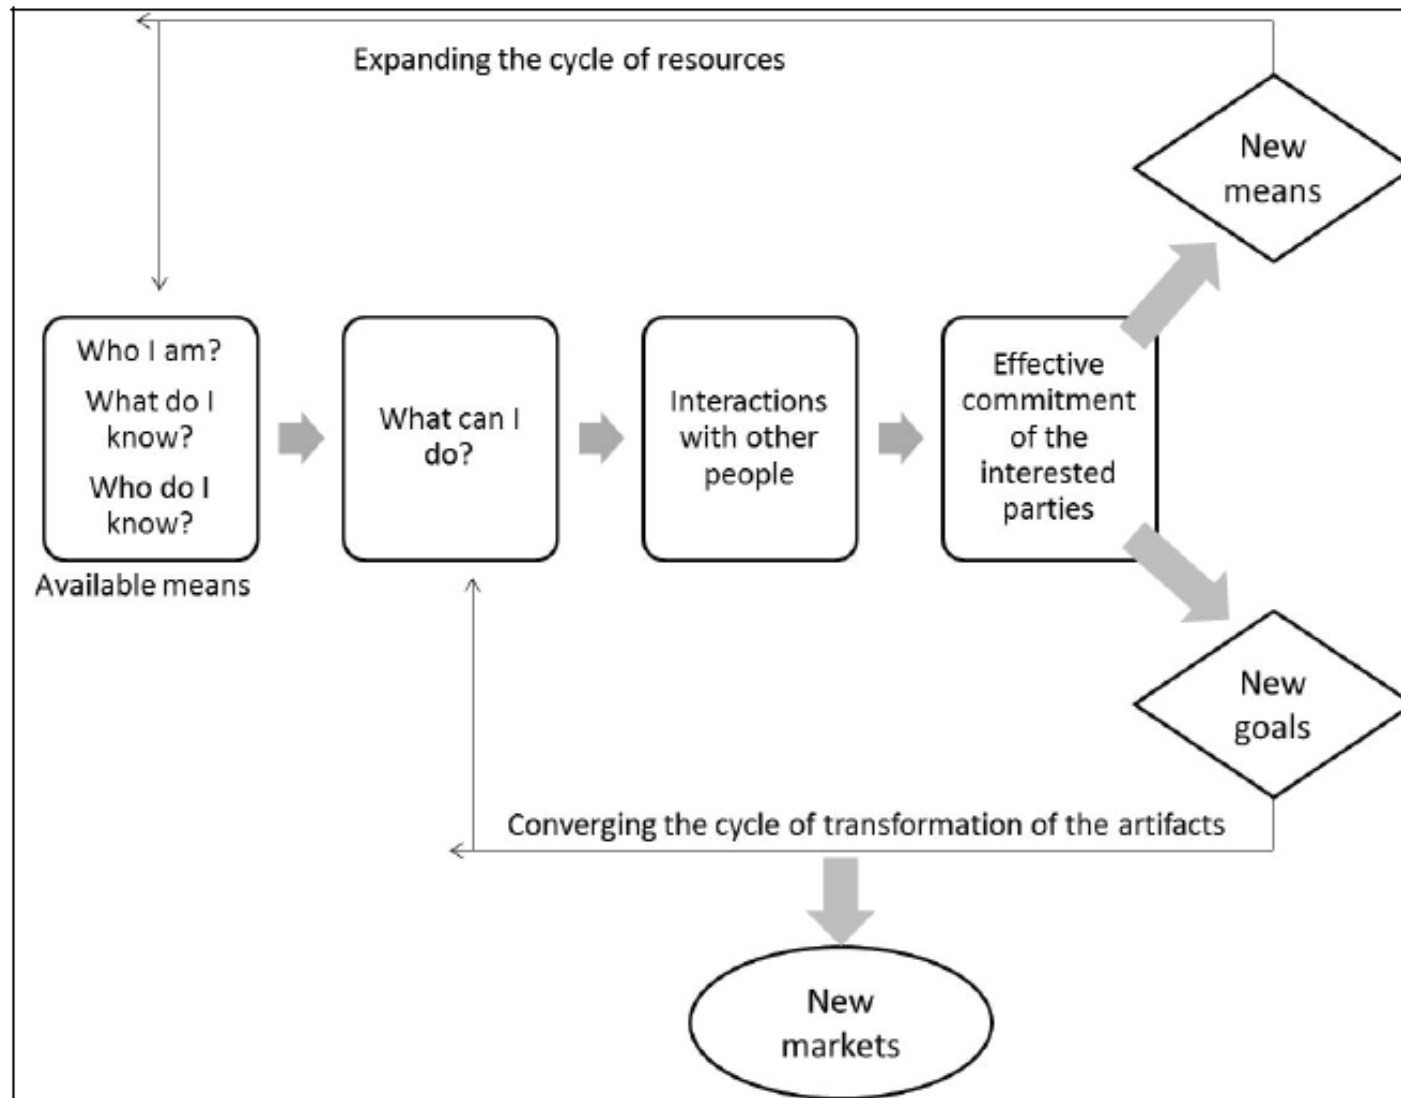 Expanding the cycle of resources
New
means
Who I am?
What do I
know?
Who do I
know?
Available means
What can I
do?
Interactions
with other
people
Effective
commitment
of the
interested
parties
New
goals
Converging the cycle of transformation of the artifacts
New
markets